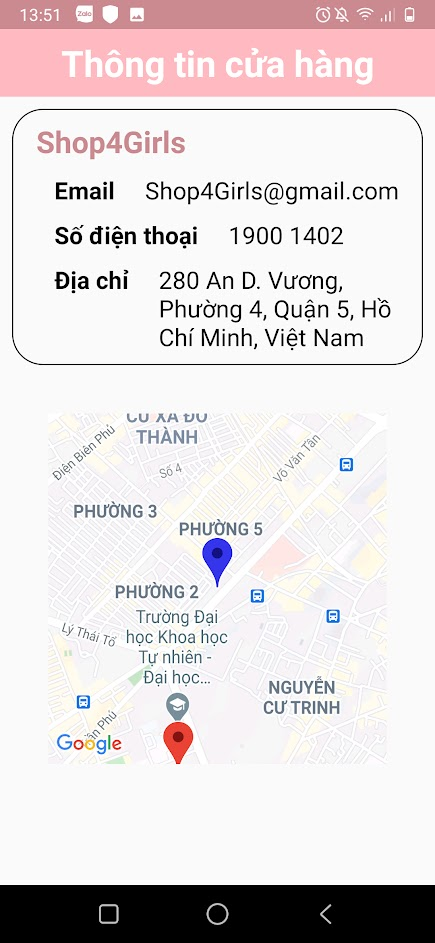 13:51
Zalo
Thông tin cửa hàng
Shop4Girls
Email Shop4Girls@gmail.com
Số điện thoại 1900 1402
Địa chỉ 280 An D. Vương,
Phường 4, Quận 5, Hồ
Chí Minh, Việt Nam
CƯ XÁ ĐÔ
THÀNH
Điện Biên Phủ
Số 4
Võ Văn Tần
PHƯỜNG 3
PHƯỜNG 5
PHƯỜNG 2
Trường Đại
học Khoa học
Tự nhiên -
Đại học...
Lý Thái Tổ
NGUYỄN
CƯ TRINH
Phú
Google